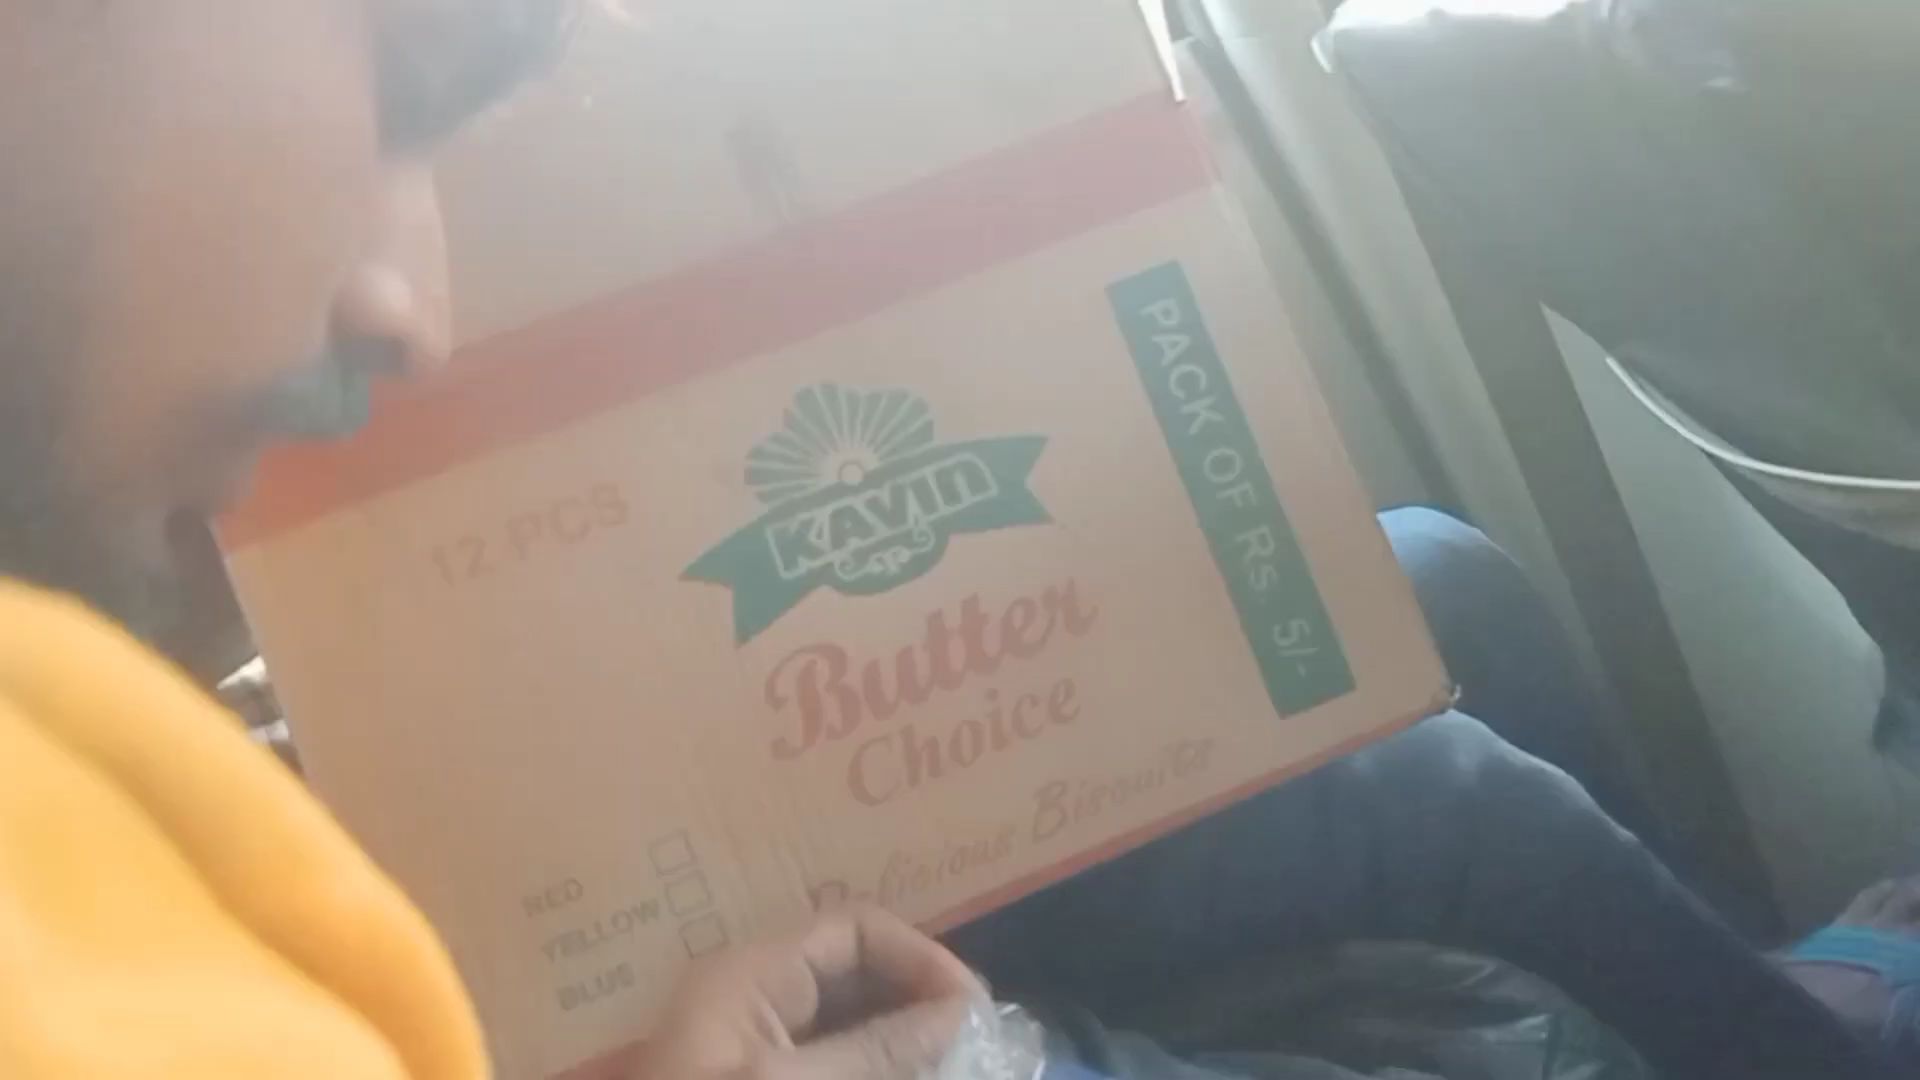 12 PCS
KAVIN
Butter
Choice
Delicious Biscuits
PACK OF Rs. 5/-
RED
YELLOW
BLUE